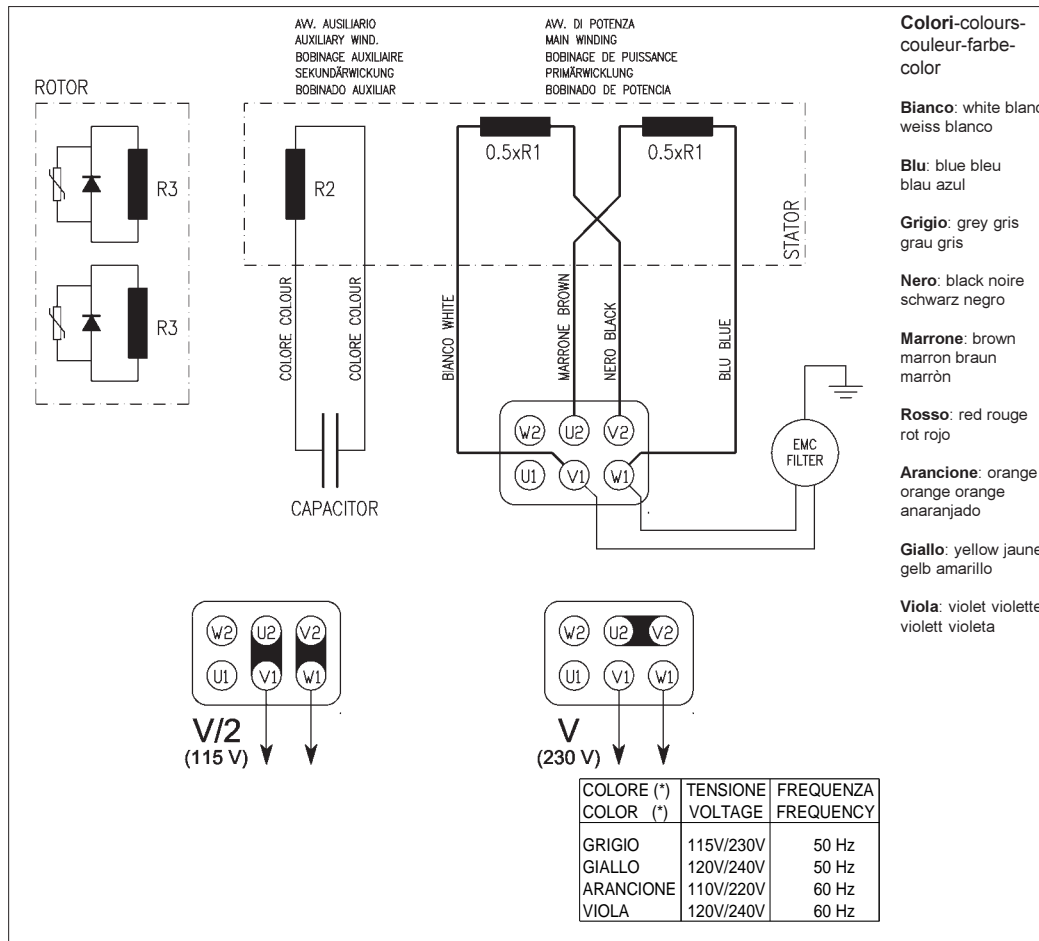 AVV. AUSILIARIO
AUXILIARY WIND.
BOBINAGE AUXILIAIRE
SEKUNDÄRWICKUNG
BOBINADO AUXILIAR
AVV. DI POTENZA
MAIN WINDING
BOBINAGE DE PUISSANCE
PRIMÄRWICKLUNG
BOBINADO DE POTENCIA
ROTOR
R3
R3
R2
0.5xR1
0.5xR1
STATOR
COLORE COLOUR
COLORE COLOUR
BIANCO WHITE
MARRONE BROWN
NERO BLACK
BLU BLUE
CAPACITOR
W2 U2 V2
U1 V1 W1
EMC
FILTER
W2 U2 V2
U1 V1 W1
V/2
(115 V)
W2 U2 V2
U1 V1 W1
V
(230 V)
COLORE (*) TENSIONE FREQUENZA
COLOR (*) VOLTAGE FREQUENCY
GRIGIO 115V/230V 50 Hz
GIALLO 120V/240V 50 Hz
ARANCIONE 110V/220V 60 Hz
VIOLA 120V/240V 60 Hz
Colori-colours-
couleur-farbe-
color
Bianco: white blanc
weiss blanco
Blu: blue bleu
blau azul
Grigio: grey gris
grau gris
Nero: black noire
schwarz negro
Marrone: brown
marron braun
marròn
Rosso: red rouge
rot rojo
Arancione: orange
orange orange
anaranjado
Giallo: yellow jaune
gelb amarillo
Viola: violet violette
violett violeta